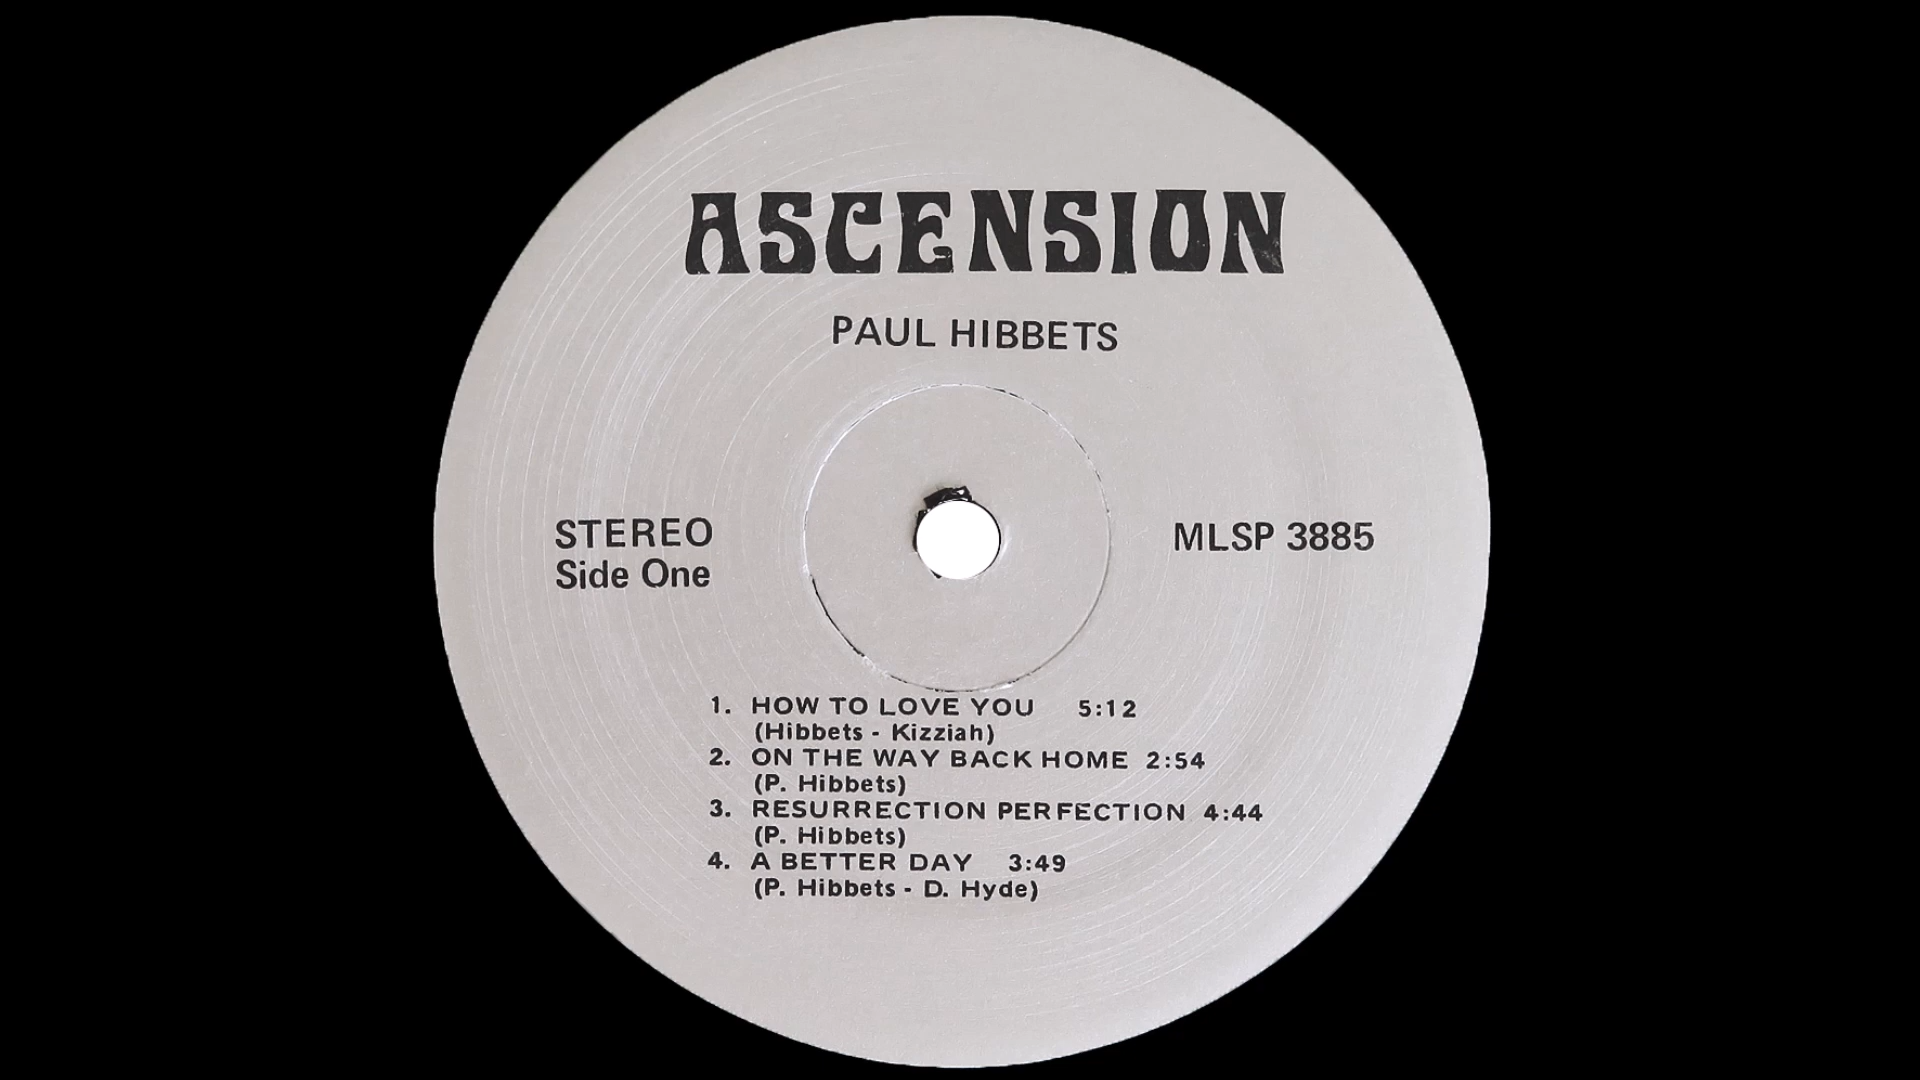 ASCENSION
PAUL HIBBETS
STEREO
Side One
MLSP 3885
1. HOW TO LOVE YOU 5:12
(Hibbets - Kizziah)
2. ON THE WAY BACK HOME 2:54
(P. Hibbets)
3. RESURRECTION PERFECTION 4:44
(P. Hibbets)
4. A BETTER DAY 3:49
(P. Hibbets - D. Hyde)